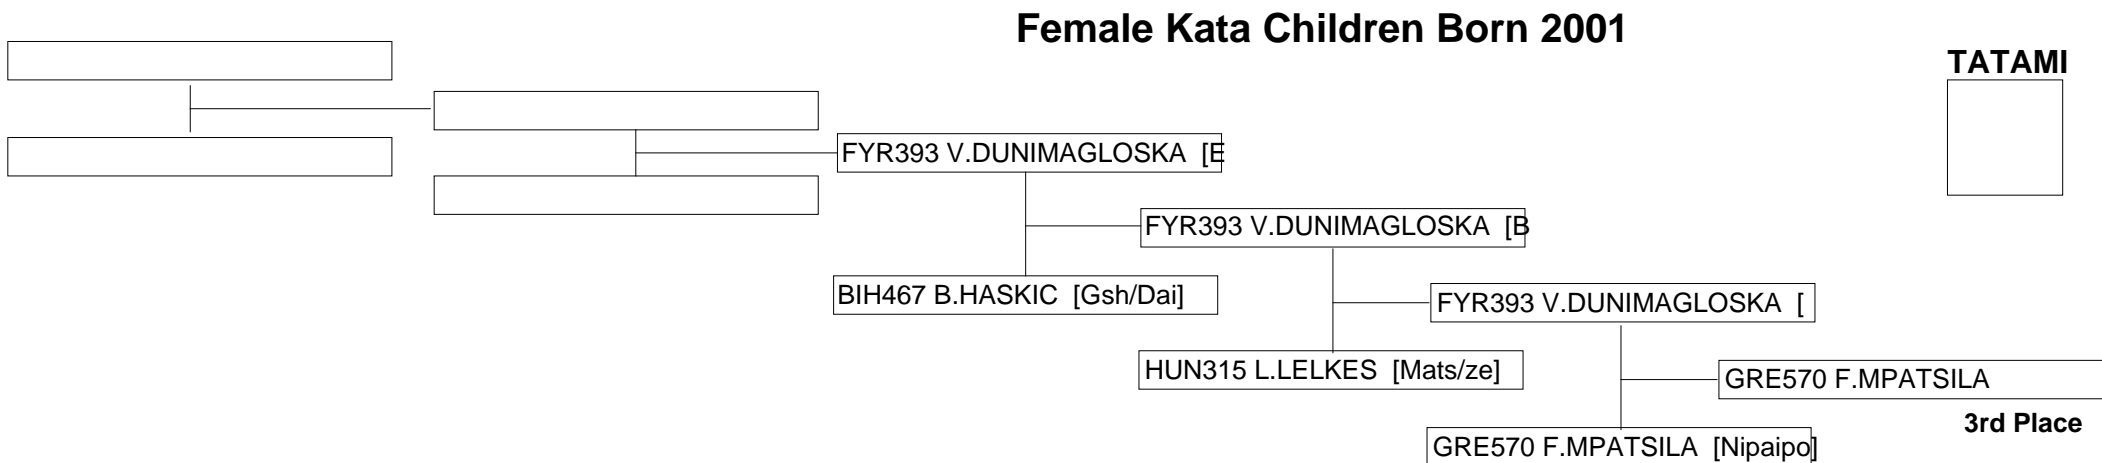 Female Kata Children Born 2001
TATAMI
FYR393 V.DUNIMAGLOSKA [E
FYR393 V.DUNIMAGLOSKA [B
BIH467 B.HASKIC [Gsh/Dai]
FYR393 V.DUNIMAGLOSKA [
HUN315 L.LELKES [Mats/ze]
GRE570 F.MPATSILA
3rd Place
GRE570 F.MPATSILA [Nipaipo]